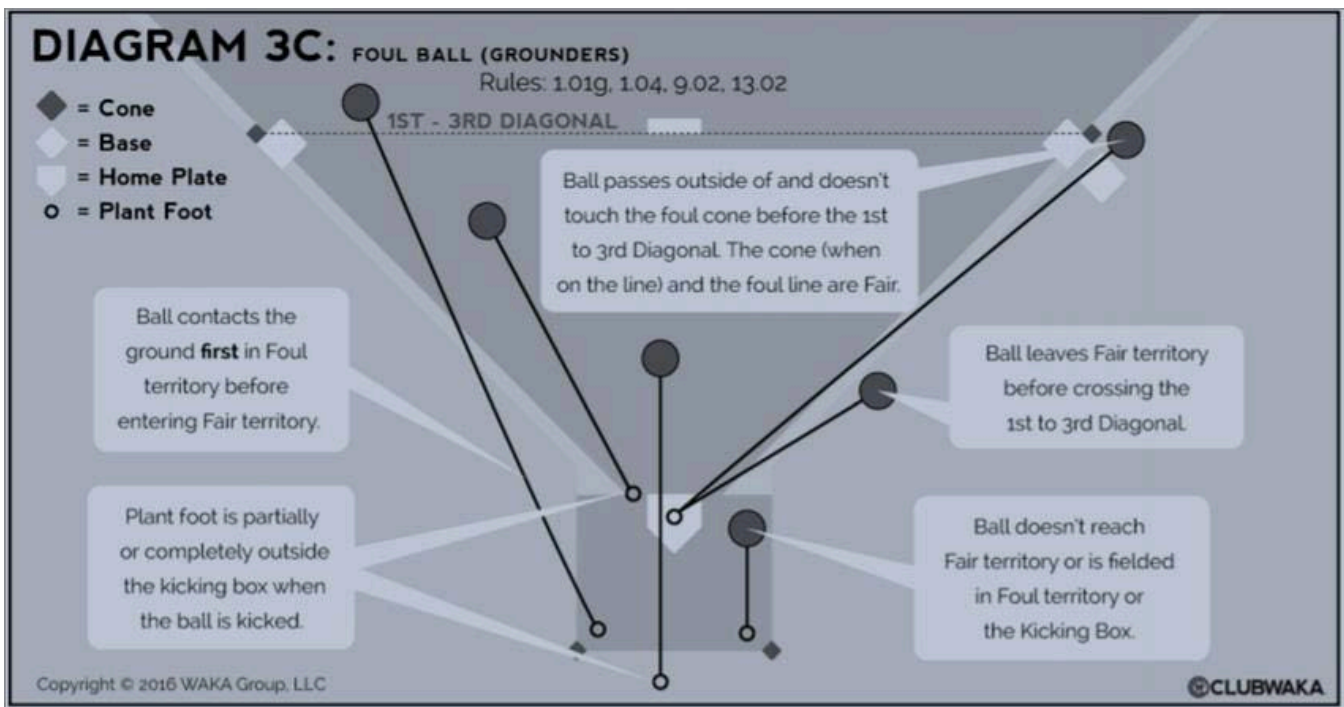 DIAGRAM 3C: FOUL BALL (GROUNDERS)
Rules: 1.01g, 1.04, 9.02, 13.02
= Cone
= Base
= Home Plate
= Plant Foot
1ST - 3RD DIAGONAL
Ball passes outside of and doesn't
touch the foul cone before the 1st
to 3rd Diagonal. The cone (when
on the line) and the foul line are Fair.
Ball contacts the
ground first in Foul
territory before
entering Fair territory.
Ball leaves Fair territory
before crossing the
1st to 3rd Diagonal.
Plant foot is partially
or completely outside
the kicking box when
the ball is kicked.
Ball doesn't reach
Fair territory or is fielded
in Foul territory or
the Kicking Box.
Copyright © 2016 WAKA Group, LLC
CLUBWAKA